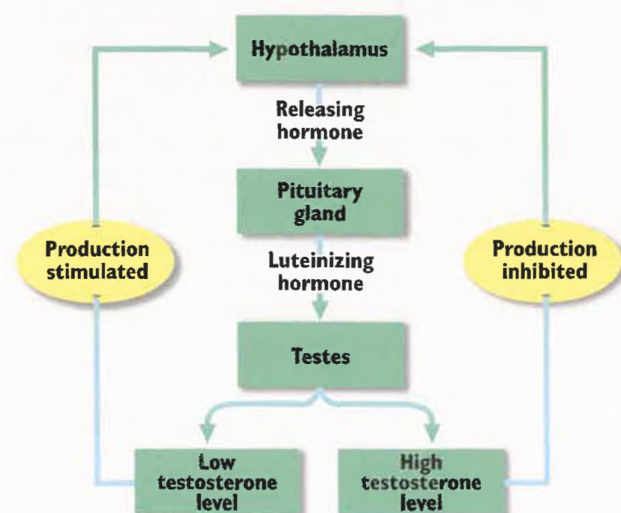 Hypothalamus
Releasing
hormone
Pituitary
gland
Production
stimulated
Production
inhibited
Luteinizing
hormone
Testes
Low
testosterone
level
High
testosterone
level